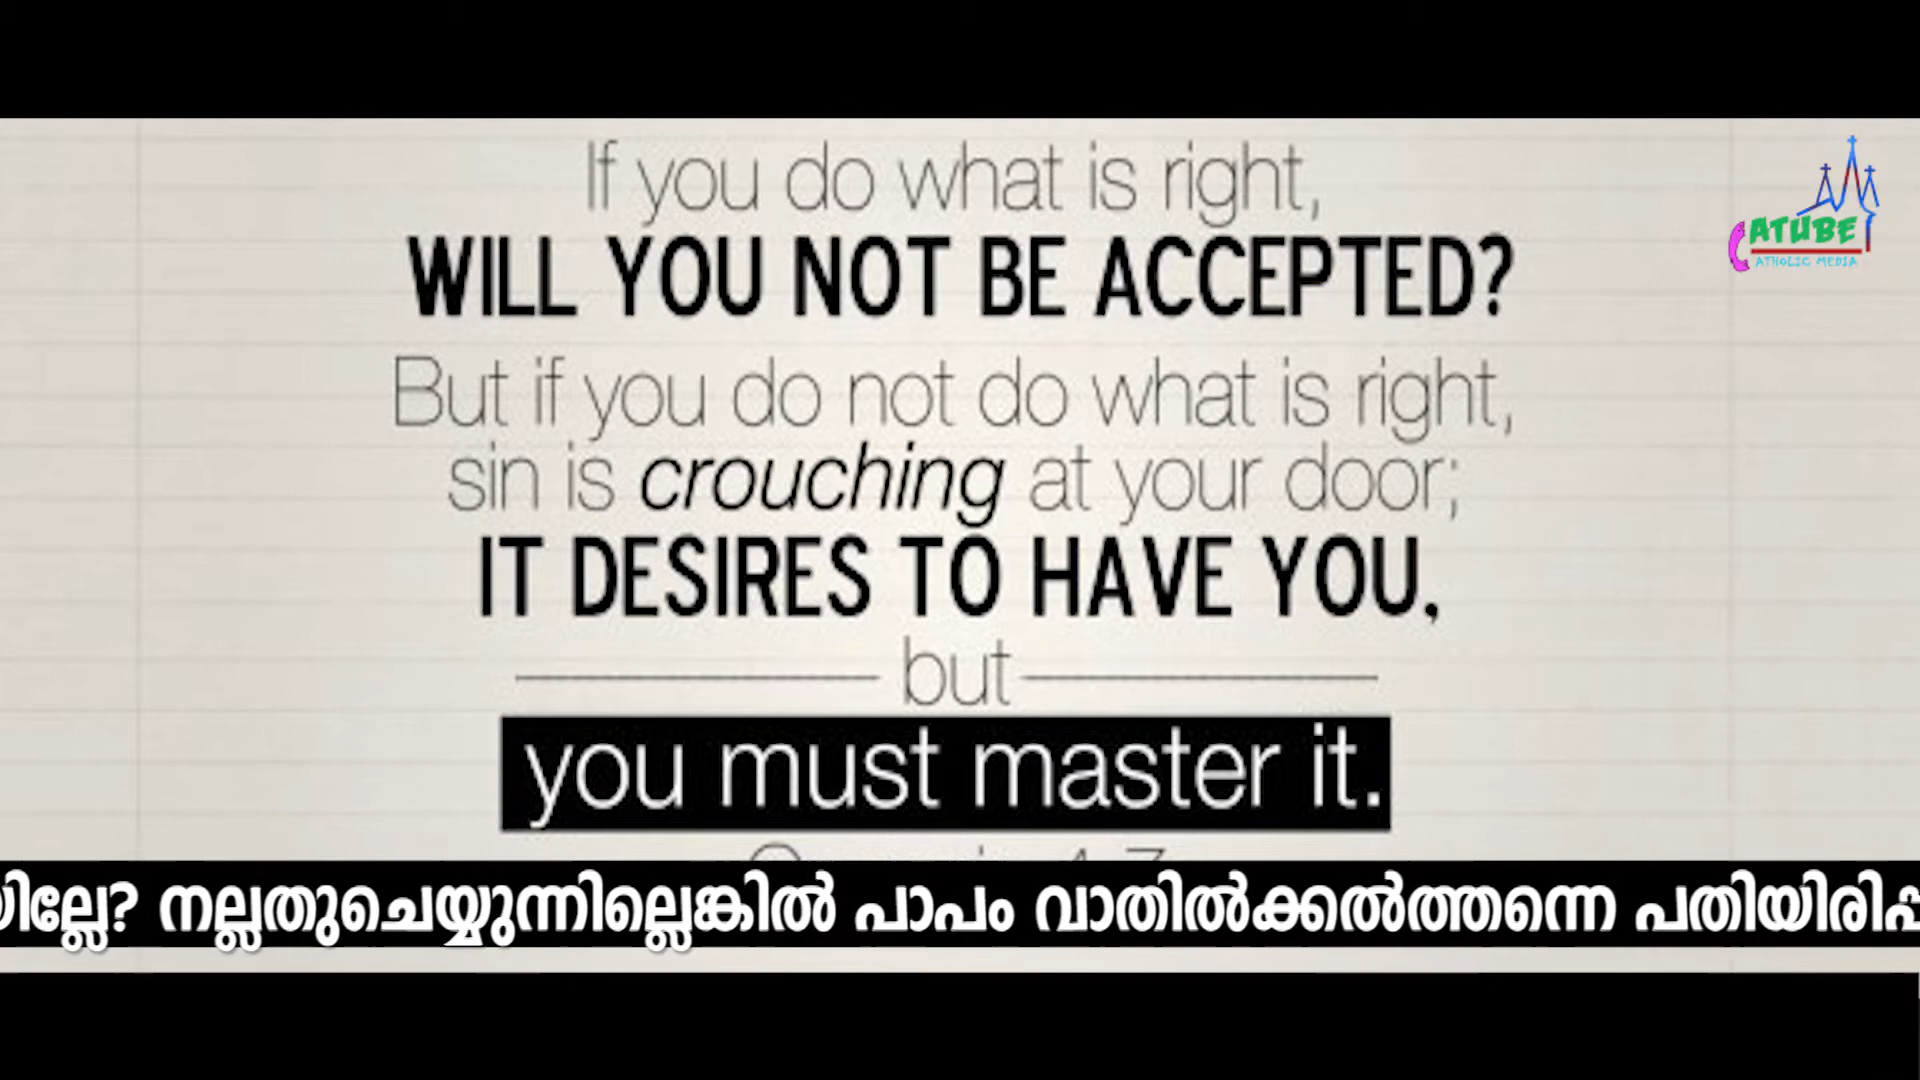 If you do what is right,
WILL YOU NOT BE ACCEPTED?
But if you do not do what is right,
sin is crouching at your door;
IT DESIRES TO HAVE YOU,
but
you must master it.
നല്ലതുചെയ്യുന്നില്ലെങ്കിൽ പാപം വാതിൽക്കൽത്തന്നെ
CATUBE
CATHOLIC MEDIA